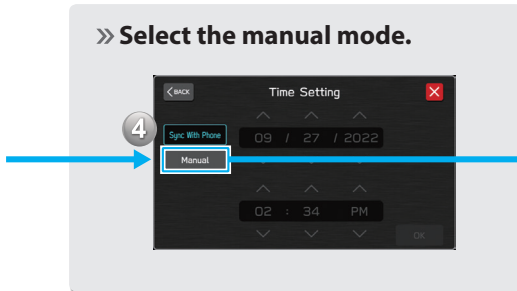 » Select the manual mode.
< BACK
Time Setting
4
Sync With Phone
09 / 27 / 2022
Manual
02 : 34 PM
OK